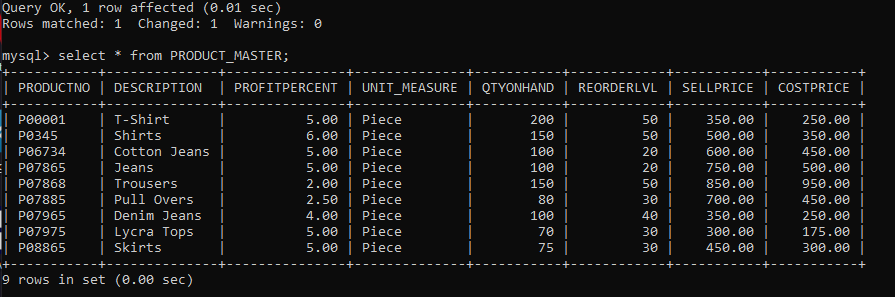 Query OK, 1 row affected (0.01 sec)
Rows matched: 1  Changed: 1  Warnings: 0

mysql> select * from PRODUCT_MASTER;
+-----------+--------------+---------------+--------------+-----------+------------+-----------+-----------+
| PRODUCTNO | DESCRIPTION  | PROFITPERCENT | UNIT_MEASURE | QTYONHAND | REORDERLVL | SELLPRICE | COSTPRICE |
+-----------+--------------+---------------+--------------+-----------+------------+-----------+-----------+
| P00001    | T-Shirt      |          5.00 | Piece        |       200 |         50 |    350.00 |    250.00 |
| P0345     | Shirts       |          6.00 | Piece        |       150 |         50 |    500.00 |    350.00 |
| P06734    | Cotton Jeans |          5.00 | Piece        |       100 |         20 |    600.00 |    450.00 |
| P07865    | Jeans        |          5.00 | Piece        |       100 |         20 |    750.00 |    500.00 |
| P07868    | Trousers     |          2.00 | Piece        |       150 |         50 |    850.00 |    950.00 |
| P07885    | Pull Overs   |          2.50 | Piece        |        80 |         30 |    700.00 |    450.00 |
| P07965    | Denim Jeans  |          4.00 | Piece        |       100 |         40 |    350.00 |    250.00 |
| P07975    | Lycra Tops   |          5.00 | Piece        |        70 |         30 |    300.00 |    175.00 |
| P08865    | Skirts       |          5.00 | Piece        |        75 |         30 |    450.00 |    300.00 |
+-----------+--------------+---------------+--------------+-----------+------------+-----------+-----------+
9 rows in set (0.00 sec)